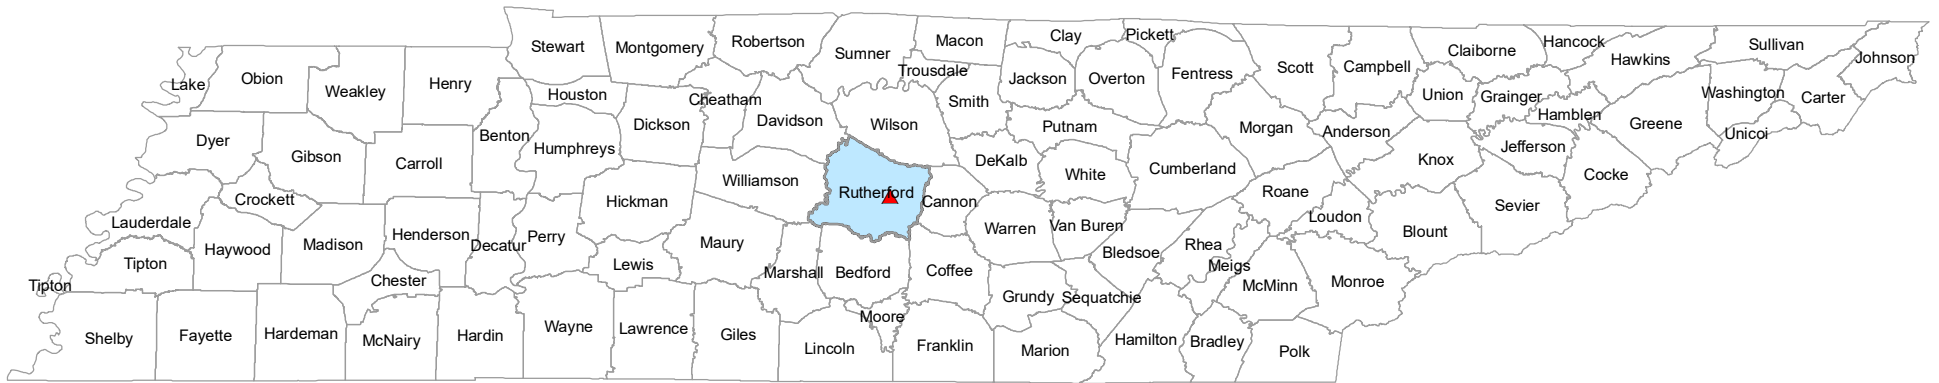 Stewart
Montgomery
Robertson
Sumner
Macon
Clay
Pickett
Claiborne
Hancock
Hawkins
Sullivan
Johnson
Lake
Obion
Weakley
Henry
Houston
Cheatham
Trousdale
Smith
Jackson
Overton
Fentress
Scott
Campbell
Union
Grainger
Hamblen
Washington
Carter
Unicoi
Greene
Dyer
Gibson
Carroll
Benton
Humphreys
Dickson
Davidson
Wilson
Putnam
DeKalb
White
Cumberland
Morgan
Anderson
Knox
Jefferson
Cocke
Crockett
Lauderdale
Haywood
Madison
Henderson
Decatur
Perry
Hickman
Williamson
Rutherford
Cannon
Warren
Van Buren
Bledsoe
Rhea
Roane
Loudon
Blount
Sevier
Tipton
Tipton
Chester
Lewis
Maury
Marshall
Bedford
Coffee
Grundy
Sequatchie
Meigs
McMinn
Monroe
Shelby
Fayette
Hardeman
McNairy
Hardin
Wayne
Lawrence
Giles
Lincoln
Moore
Franklin
Marion
Hamilton
Bradley
Polk